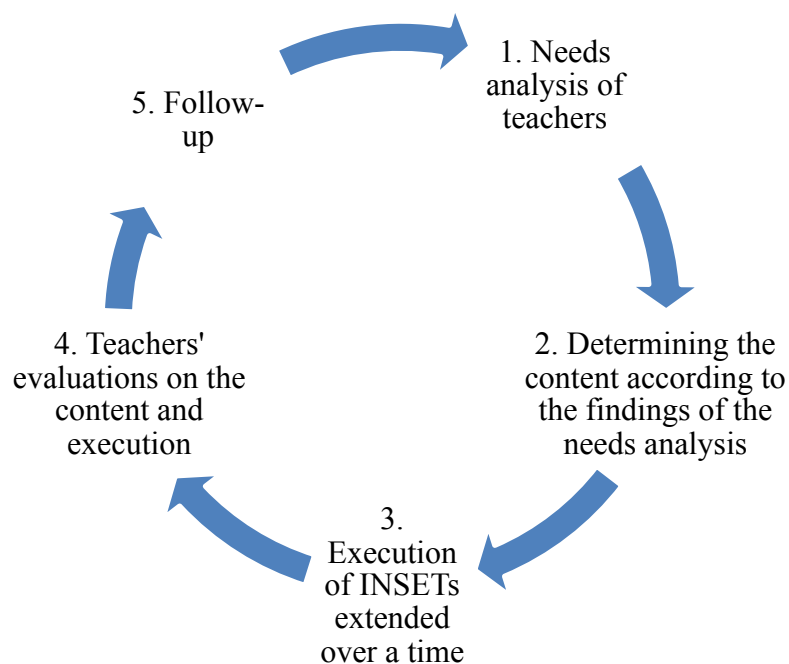 1. Needs
analysis of
teachers
2. Determining the
content according to
the findings of the
needs analysis
3.
Execution
of INSETs
extended
over a time
4. Teachers'
evaluations on the
content and
execution
5. Follow-
up